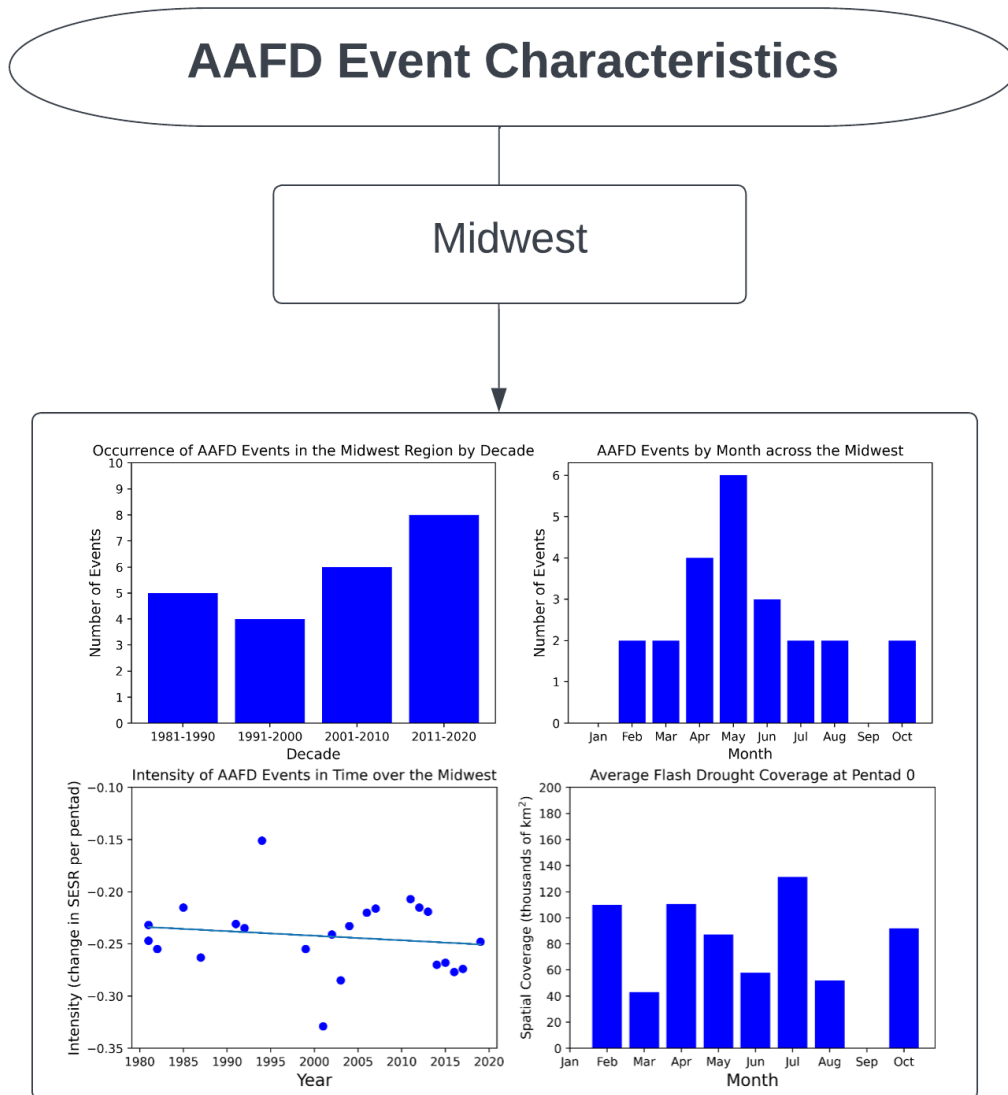 AAFD Event Characteristics
Midwest
Occurrence of AAFD Events in the Midwest Region by Decade
Number of Events
10
9
8
7
6
5
4
3
2
1
0
1981-1990 1991-2000 2001-2010 2011-2020
Decade
AAFD Events by Month across the Midwest
Number of Events
6
5
4
3
2
1
0
Jan Feb Mar Apr May Jun Jul Aug Sep Oct
Month
Intensity of AAFD Events in Time over the Midwest
Intensity (change in SESR per pentad)
−0.10
−0.15
−0.20
−0.25
−0.30
−0.35
1980 1985 1990 1995 2000 2005 2010 2015 2020
Year
Average Flash Drought Coverage at Pentad 0
Spatial Coverage (thousands of km²)
200
180
160
140
120
100
80
60
40
20
0
Jan Feb Mar Apr May Jun Jul Aug Sep Oct
Month